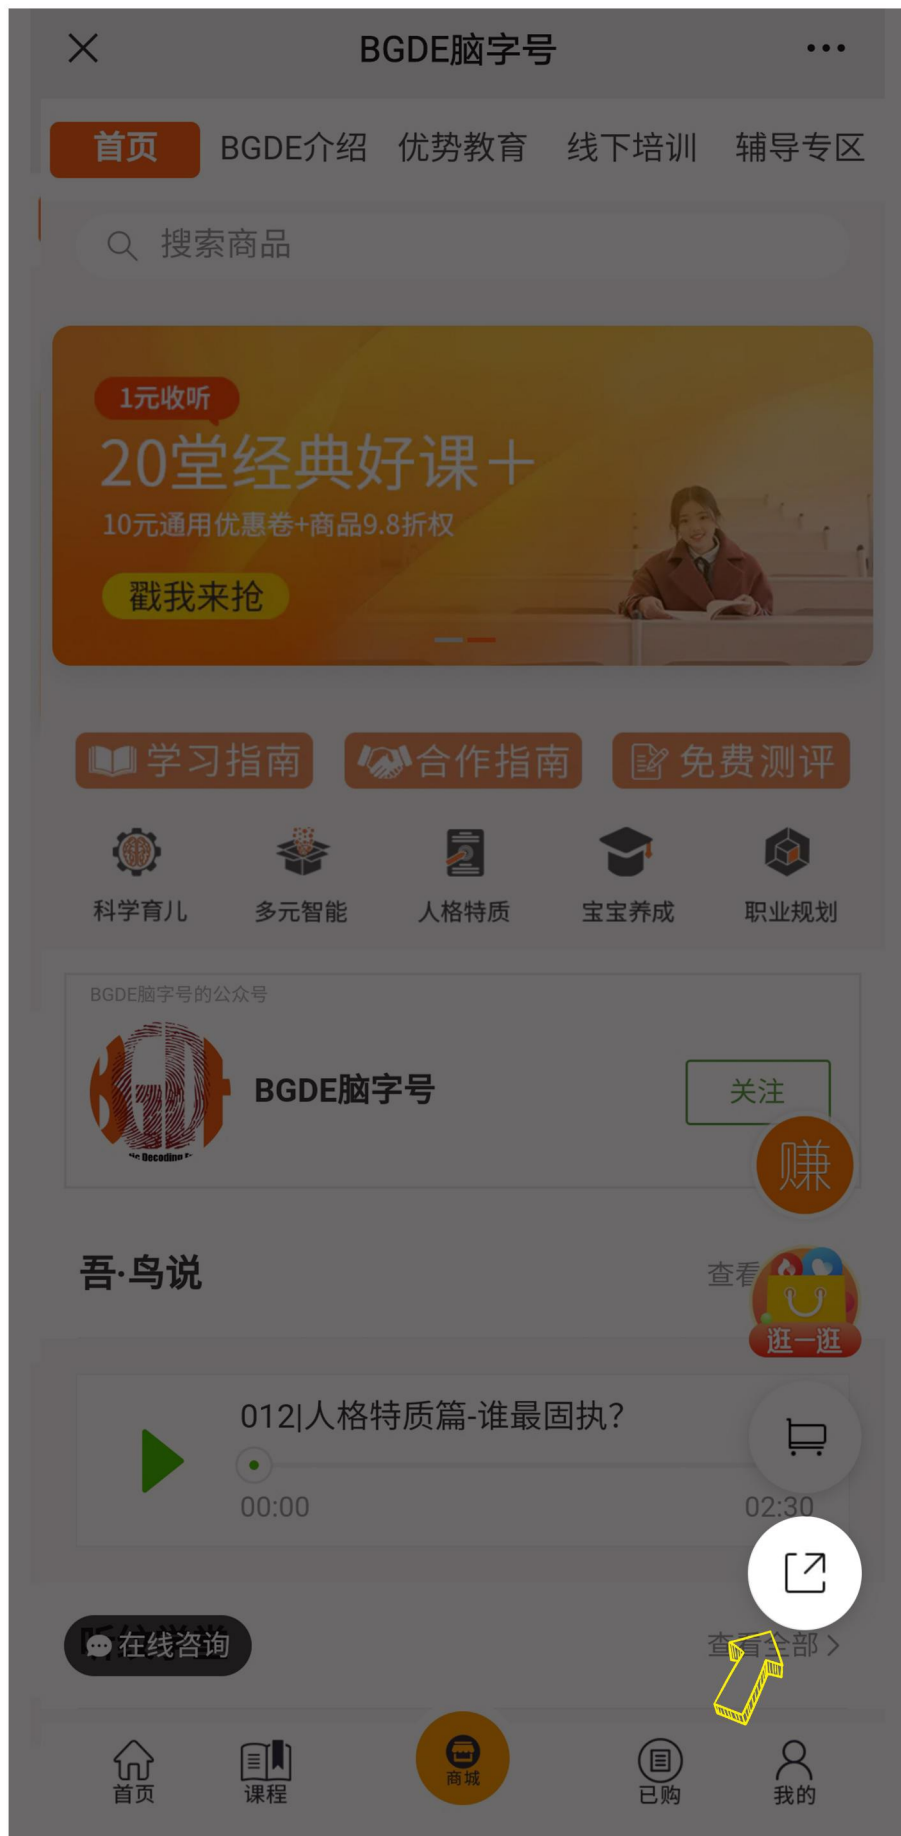 BGDE脑字号
首页 BGDE介绍 优势教育 线下培训 辅导专区
搜索商品
1元收听
20堂经典好课＋
10元通用优惠卷+商品9.8折权
戳我来抢
学习指南 合作指南 免费测评
科学育儿 多元智能 人格特质 宝宝养成 职业规划
BGDE脑字号的公众号
BGDE脑字号
关注
赚
吾·鸟说
查看
逛一逛
012|人格特质篇-谁最固执？
00:00 02:30
在线咨询
查看全部
首页 课程 商城 已购 我的